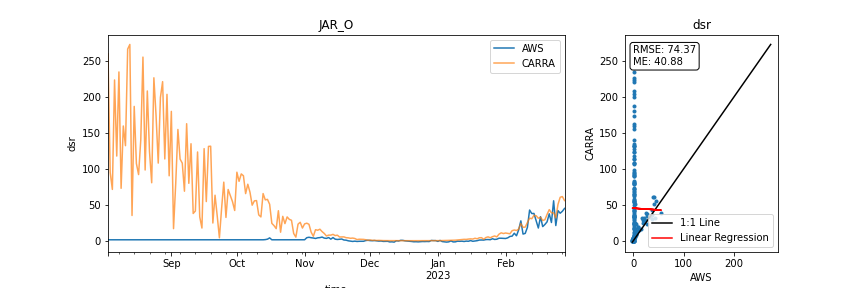 JAR_O
dsr
AWS
CARRA
250
200
150
100
50
0
dsr
Sep
Oct
Nov
Dec
Jan
2023
Feb
time
dsr
RMSE: 74.37
ME: 40.88
250
200
150
100
50
0
CARRA
1:1 Line
Linear Regression
0
100
200
AWS